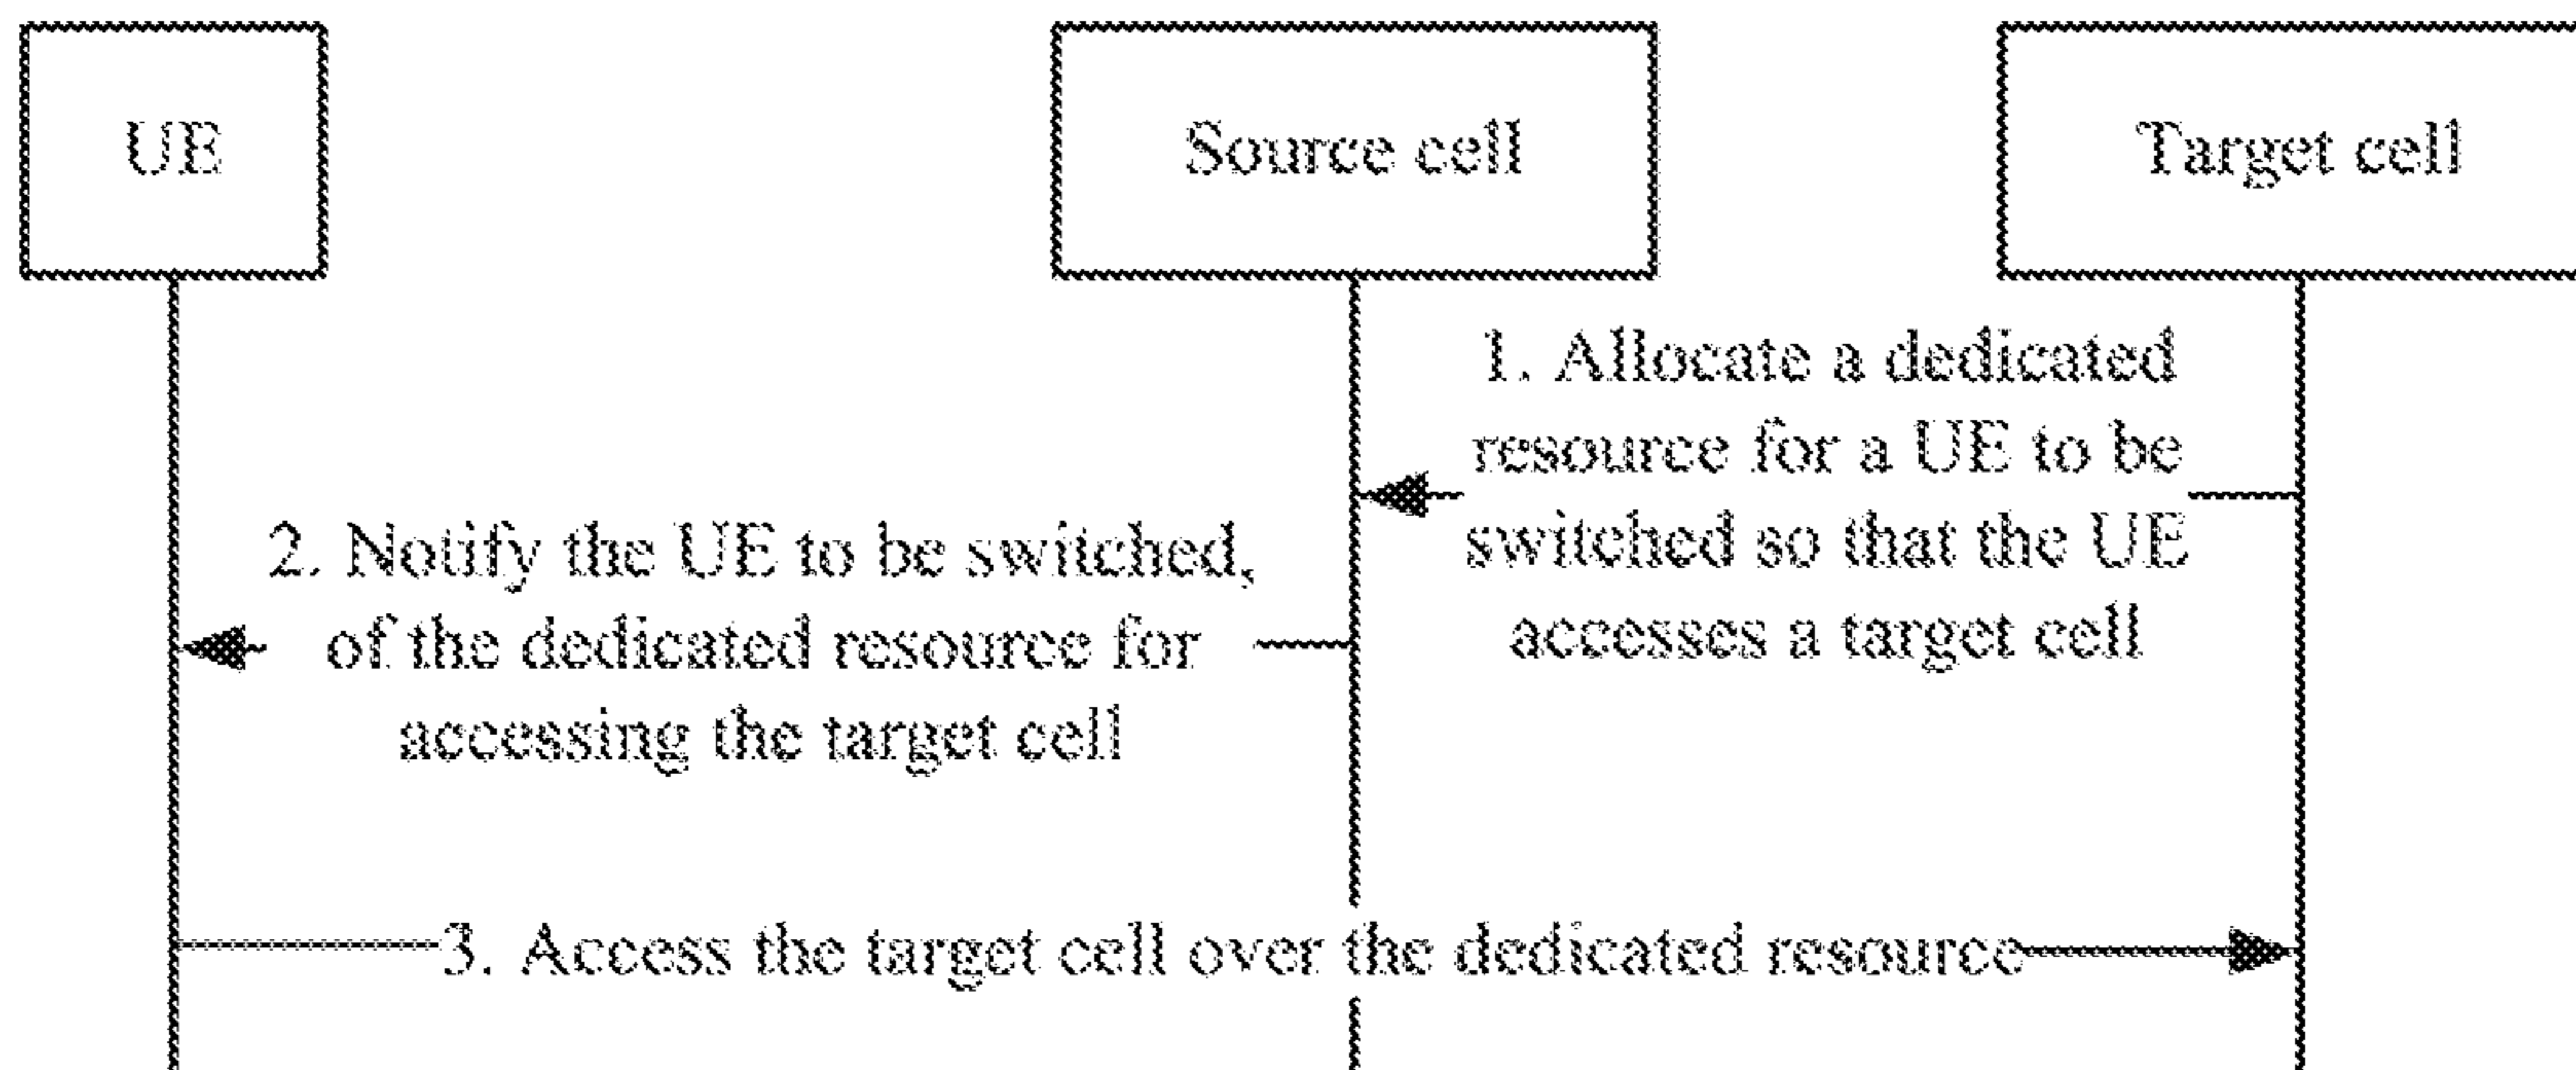 UE
Source cell
Target cell
1. Allocate a dedicated
resource for a UE to be
switched so that the UE
accesses a target cell
2. Notify the UE to be switched,
of the dedicated resource for
accessing the target cell
3. Access the target cell over the dedicated resource